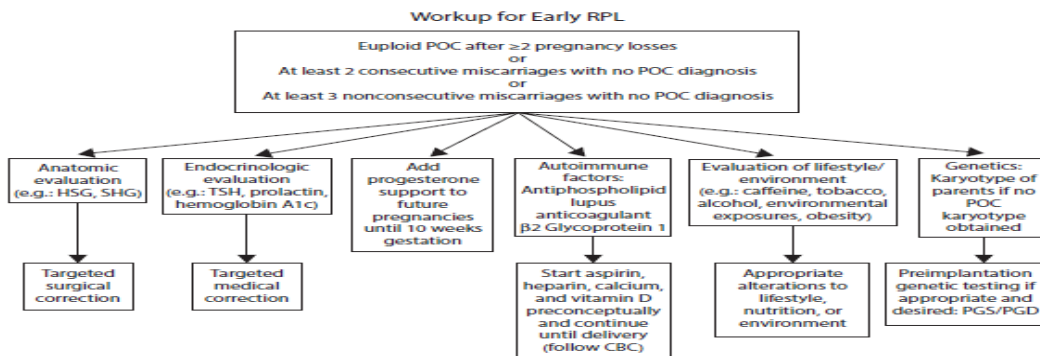 Workup for Early RPL
Euploid POC after ≥2 pregnancy losses
or
At least 2 consecutive miscarriages with no POC diagnosis
or
At least 3 nonconsecutive miscarriages with no POC diagnosis
Anatomic
evaluation
(e.g.: HSG, SHG)
Targeted
surgical
correction
Endocrinologic
evaluation
(e.g.: TSH, prolactin,
hemoglobin A1c)
Targeted
medical
correction
Add
progesterone
support to
future
pregnancies
until 10 weeks
gestation
Autoimmune
factors:
Antiphospholipid
lupus
anticoagulant
β2 Glycoprotein 1
Start aspirin,
heparin, calcium,
and vitamin D
preconceptually
and continue
until delivery
(follow CBC)
Evaluation of lifestyle/
environment
(e.g.: caffeine, tobacco,
alcohol, environmental
exposures, obesity)
Appropriate
alterations to
lifestyle,
nutrition, or
environment
Genetics:
Karyotype of
parents if no
POC
karyotype
obtained
Preimplantation
genetic testing if
appropriate and
desired: PGS/PGD